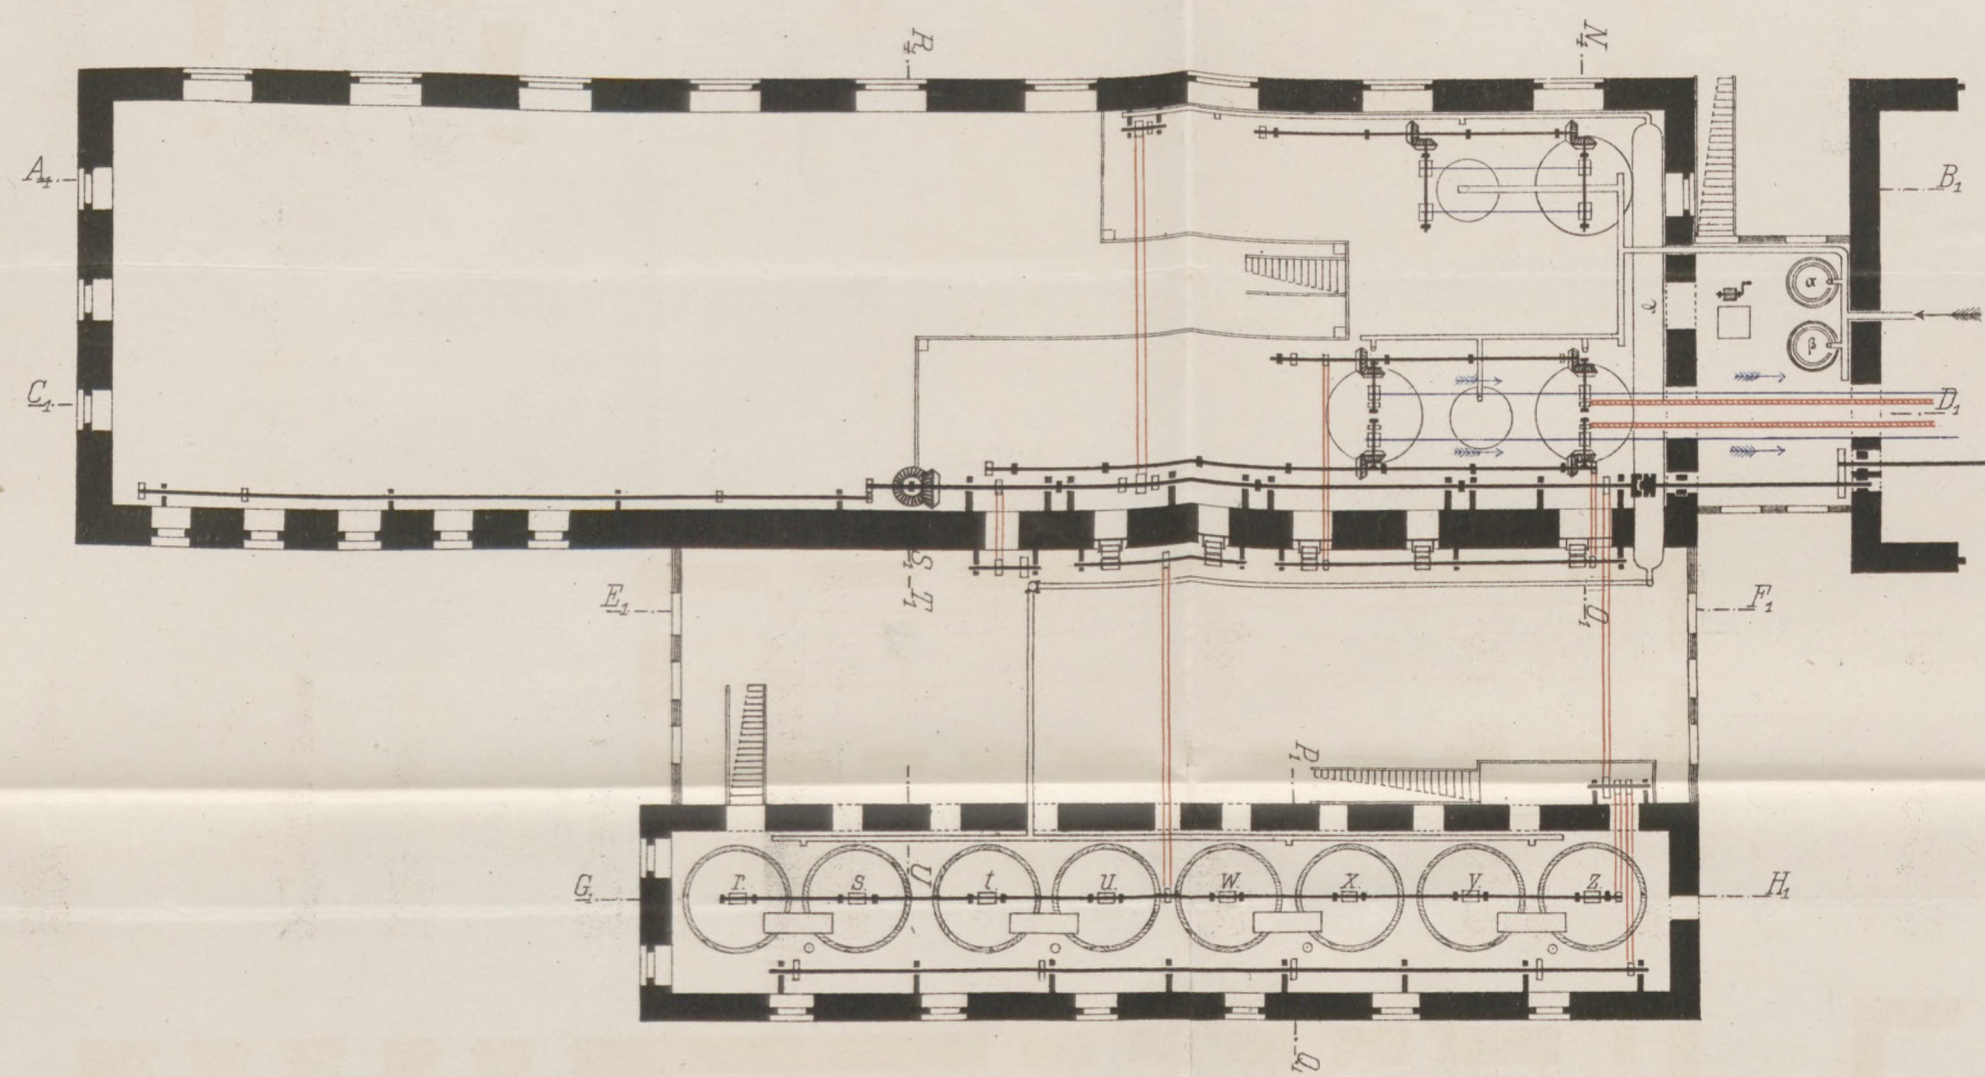 R₁
N₁
A₁
B₁
α
β
C₁
D₁
S₁ T₁
E₁
F₁
O₁
P₁
G₁
U
r. s. t. u. w. x. y. z.
H₁
Q₁